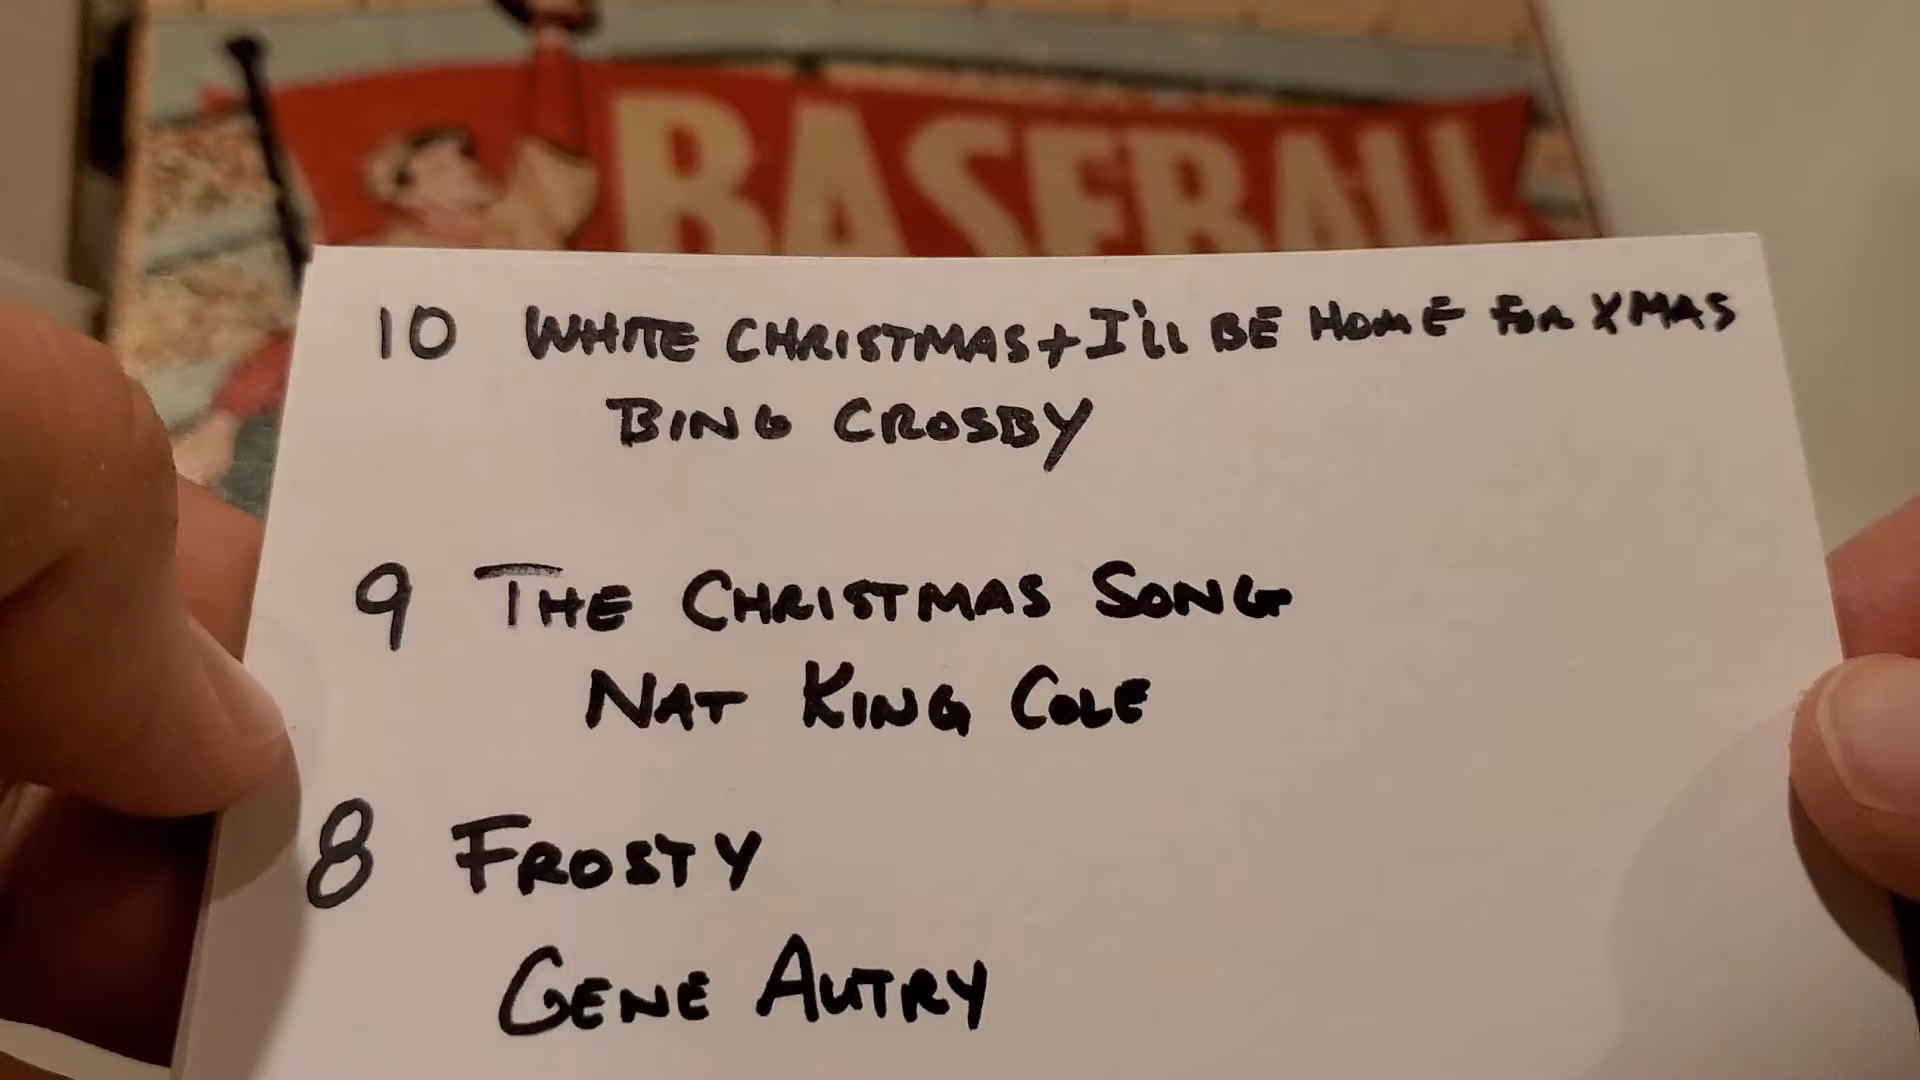 BASEBALL
10 WHITE CHRISTMAS + I'll BE HOME FOR XMAS
BING CROSBY
9 THE CHRISTMAS SONG
NAT KING COLE
8 FROSTY
GENE AUTRY